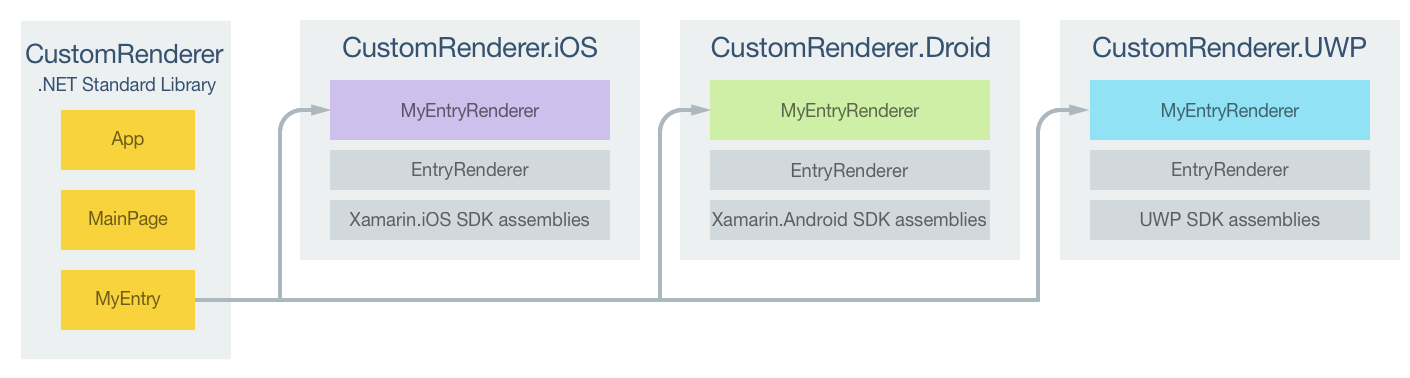 CustomRenderer
.NET Standard Library
App
MainPage
MyEntry
CustomRenderer.iOS
MyEntryRenderer
EntryRenderer
Xamarin.iOS SDK assemblies
CustomRenderer.Droid
MyEntryRenderer
EntryRenderer
Xamarin.Android SDK assemblies
CustomRenderer.UWP
MyEntryRenderer
EntryRenderer
UWP SDK assemblies